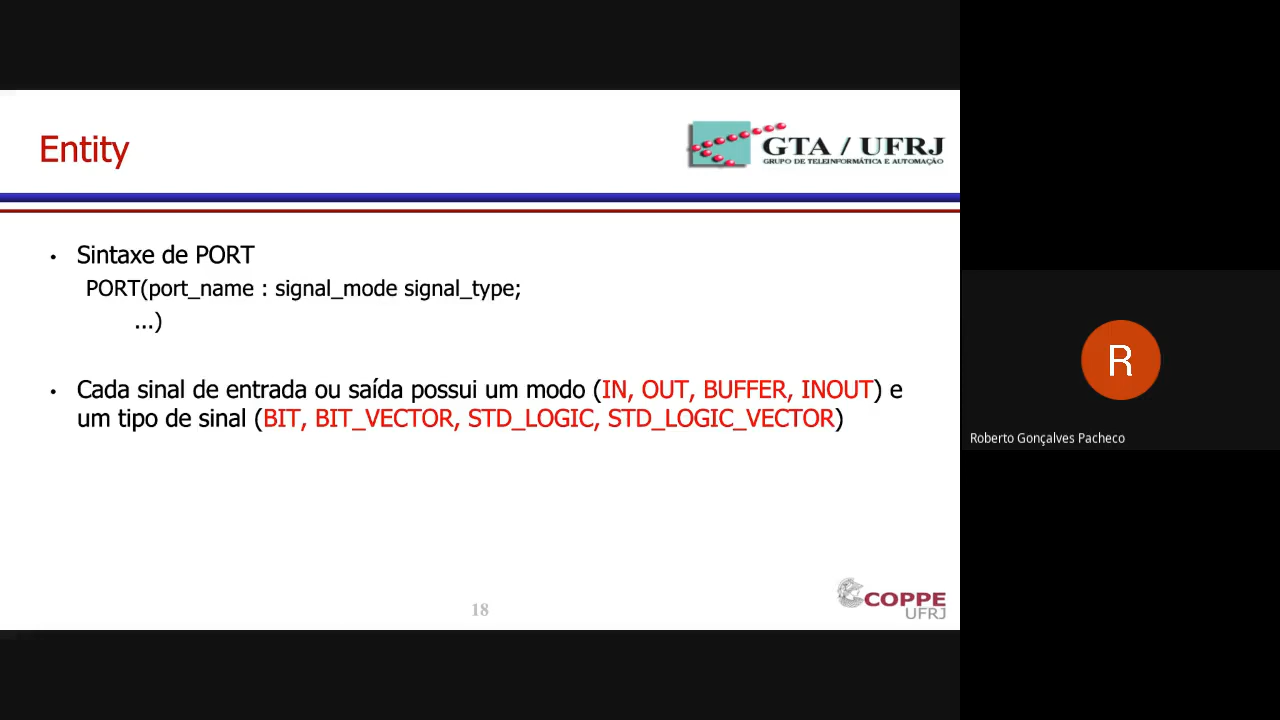 Entity
GTA / UFRJ
GRUPO DE TELEINFORMÁTICA E AUTOMAÇÃO
• Sintaxe de PORT
PORT(port_name : signal_mode signal_type;
...)
• Cada sinal de entrada ou saída possui um modo (IN, OUT, BUFFER, INOUT) e
um tipo de sinal (BIT, BIT_VECTOR, STD_LOGIC, STD_LOGIC_VECTOR)
R
Roberto Gonçalves Pacheco
18
COPPE
UFRJ